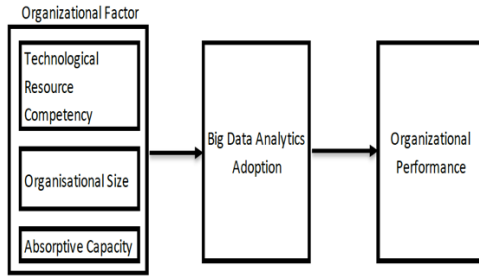 Organizational Factor
Technological
Resource
Competency
Organisational Size
Absorptive Capacity
Big Data Analytics
Adoption
Organizational
Performance